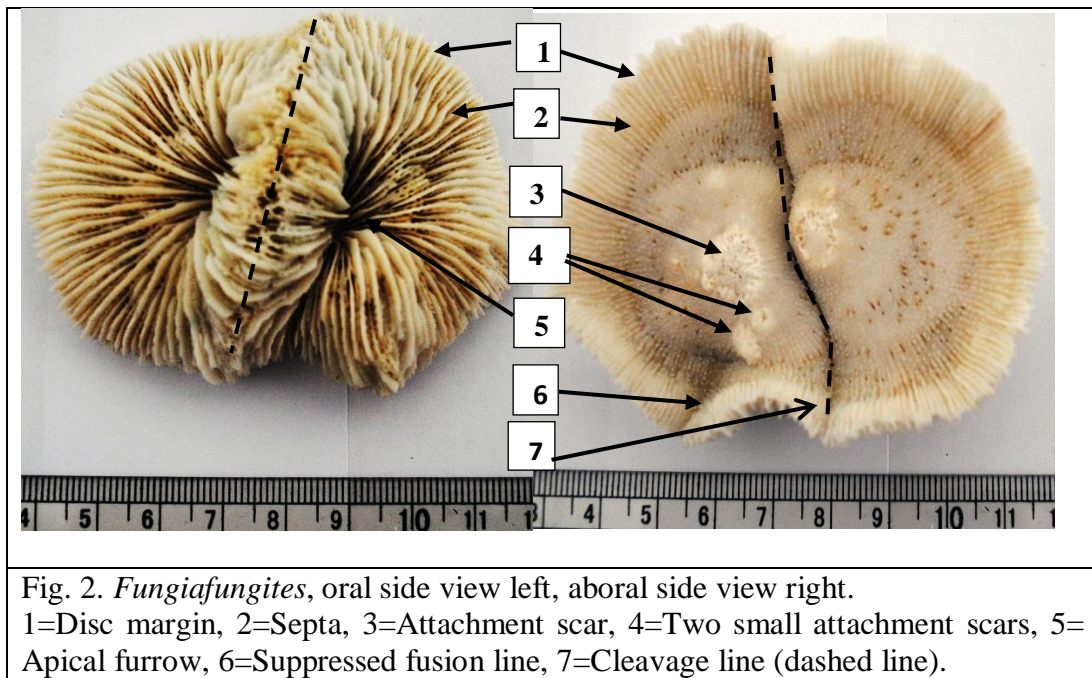 1
2
3
4
5
6
7
4 5 6 7 8 9 10 11 1
4 5 6 7 8 9 10 11 1
Fig. 2. Fungiafungites, oral side view left, aboral side view right.
1=Disc margin, 2=Septa, 3=Attachment scar, 4=Two small attachment scars, 5=
Apical furrow, 6=Suppressed fusion line, 7=Cleavage line (dashed line).